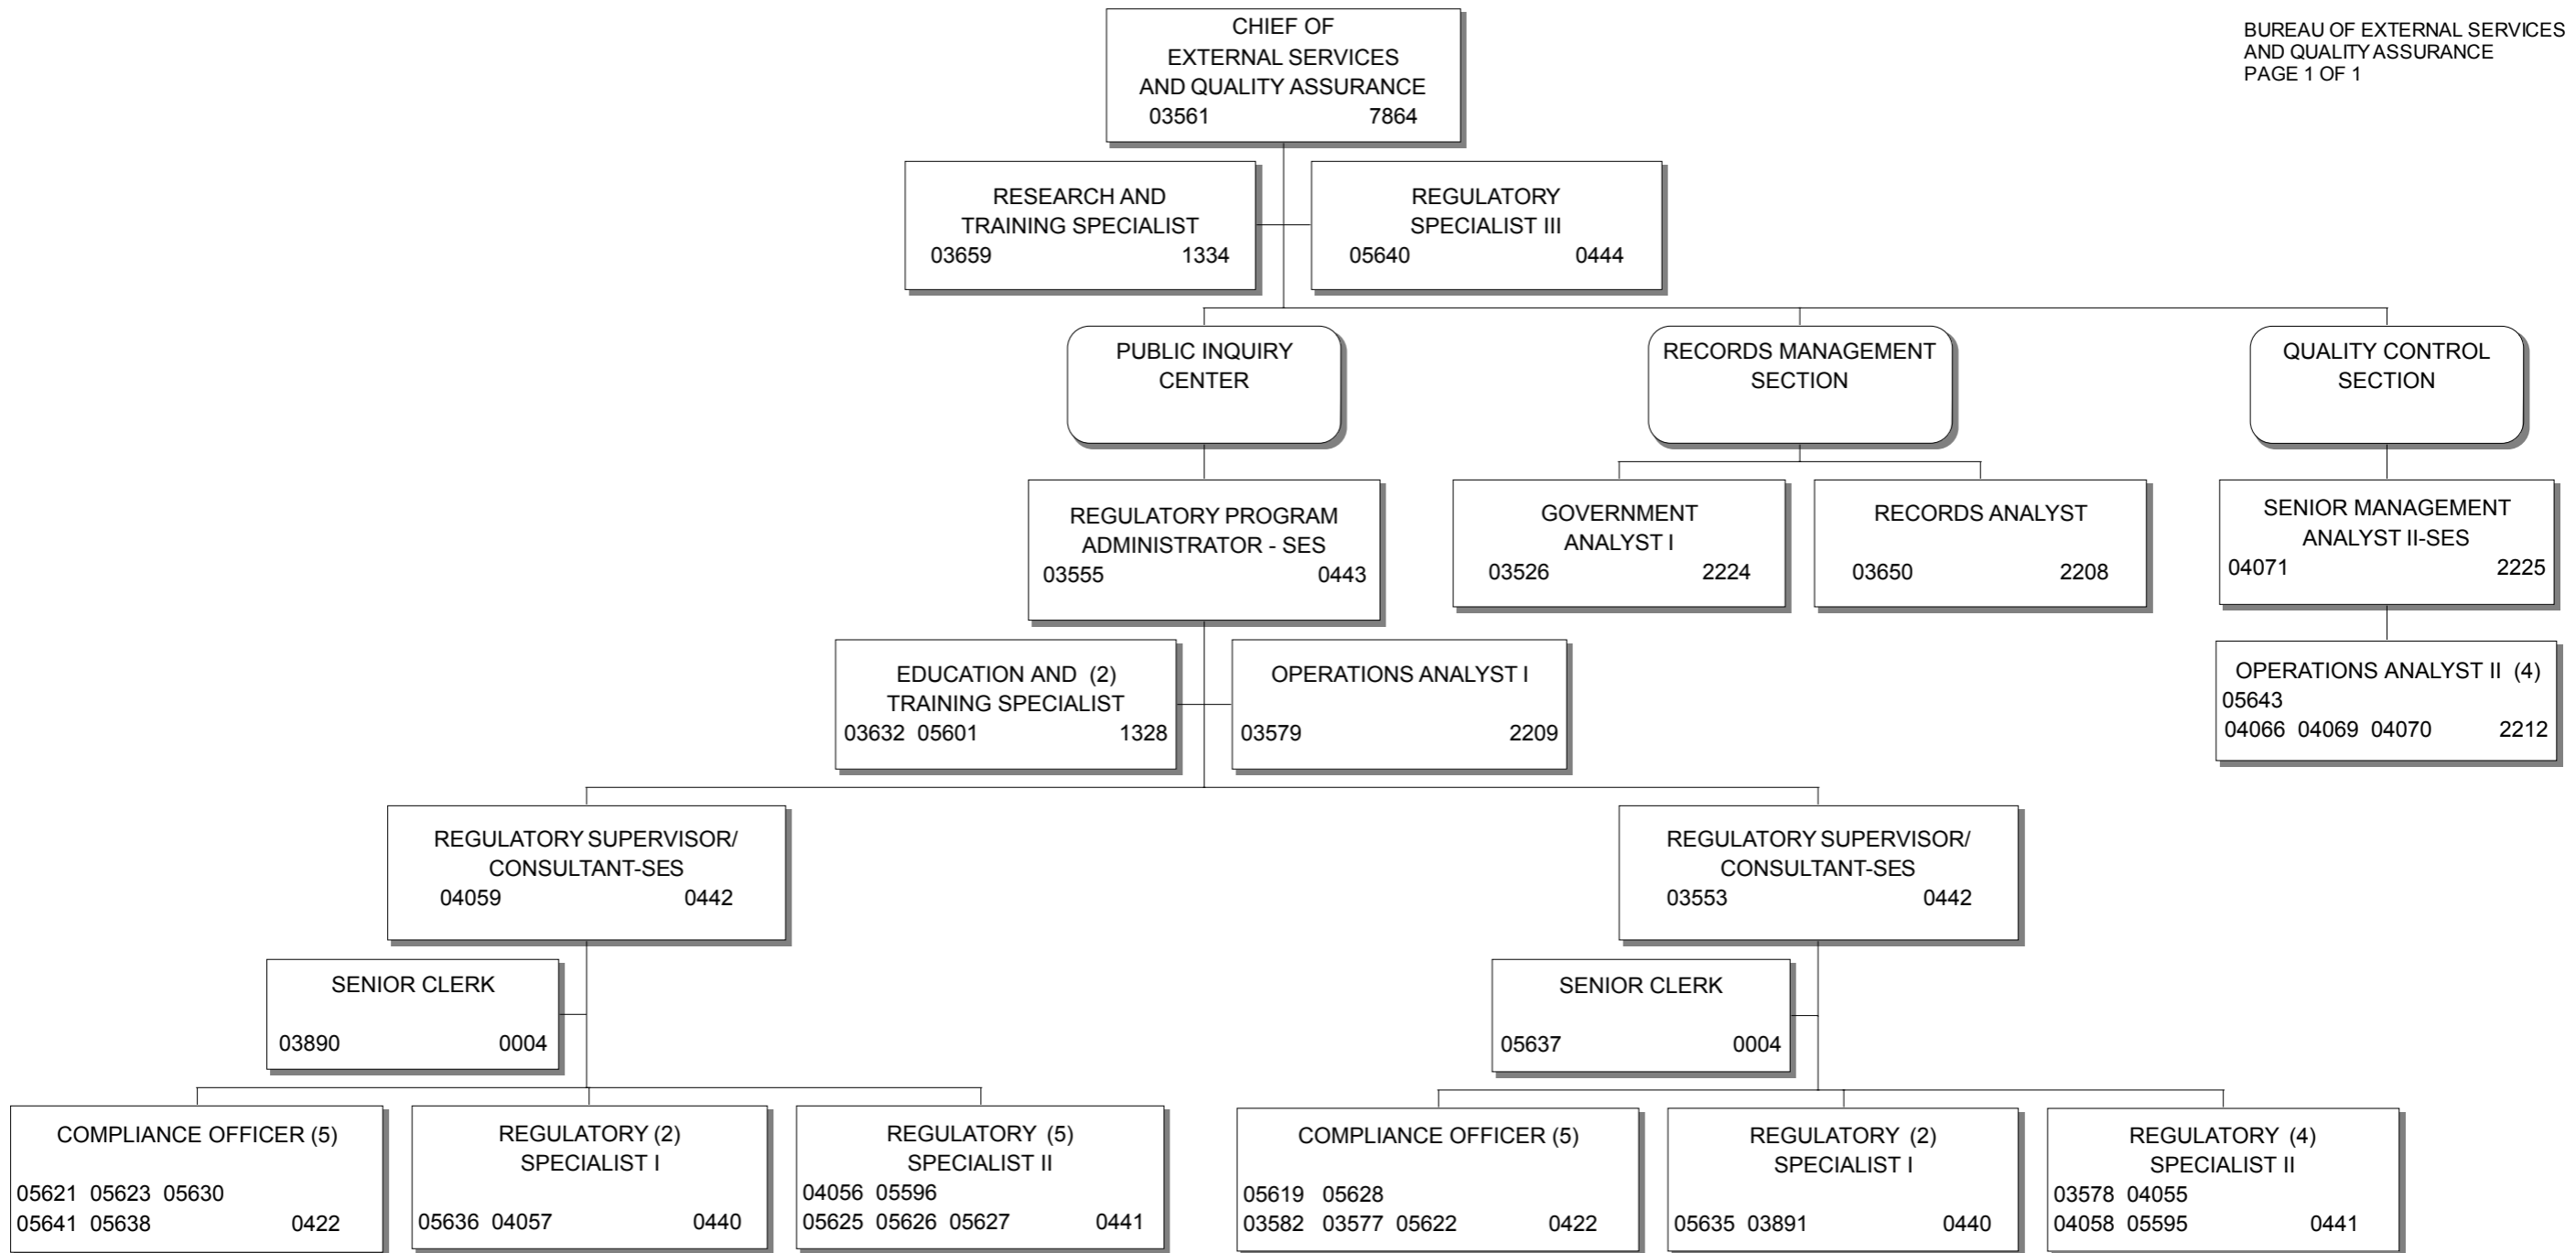 BUREAU OF EXTERNAL SERVICES
AND QUALITY ASSURANCE
PAGE 1 OF 1
CHIEF OF
EXTERNAL SERVICES
AND QUALITY ASSURANCE
03561 7864
RESEARCH AND
TRAINING SPECIALIST
03659 1334
REGULATORY
SPECIALIST III
05640 0444
PUBLIC INQUIRY
CENTER
RECORDS MANAGEMENT
SECTION
QUALITY CONTROL
SECTION
REGULATORY PROGRAM
ADMINISTRATOR - SES
03555 0443
GOVERNMENT
ANALYST I
03526 2224
RECORDS ANALYST
03650 2208
SENIOR MANAGEMENT
ANALYST II-SES
04071 2225
EDUCATION AND (2)
TRAINING SPECIALIST
03632 05601 1328
OPERATIONS ANALYST I
03579 2209
OPERATIONS ANALYST II (4)
05643
04066 04069 04070 2212
REGULATORY SUPERVISOR/
CONSULTANT-SES
04059 0442
REGULATORY SUPERVISOR/
CONSULTANT-SES
03553 0442
SENIOR CLERK
03890 0004
SENIOR CLERK
05637 0004
COMPLIANCE OFFICER (5)
05621 05623 05630
05641 05638 0422
REGULATORY (2)
SPECIALIST I
05636 04057 0440
REGULATORY (5)
SPECIALIST II
04056 05596
05625 05626 05627 0441
COMPLIANCE OFFICER (5)
05619 05628
03582 03577 05622 0422
REGULATORY (2)
SPECIALIST I
05635 03891 0440
REGULATORY (4)
SPECIALIST II
03578 04055
04058 05595 0441